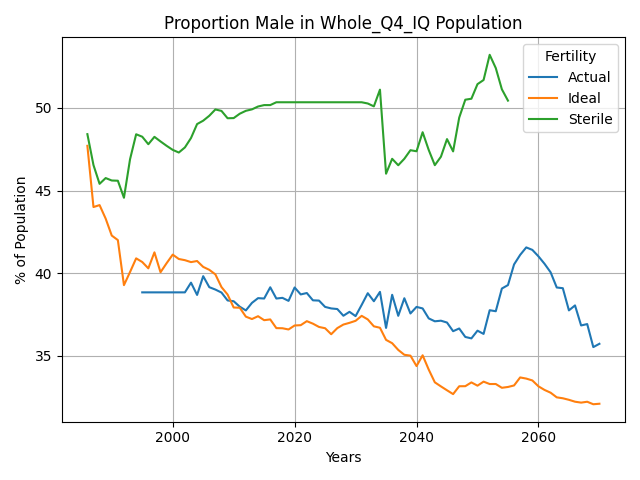 Proportion Male in Whole_Q4_IQ Population
Fertility
Actual
Ideal
Sterile
50
45
40
35
% of Population
2000
2020
2040
2060
Years